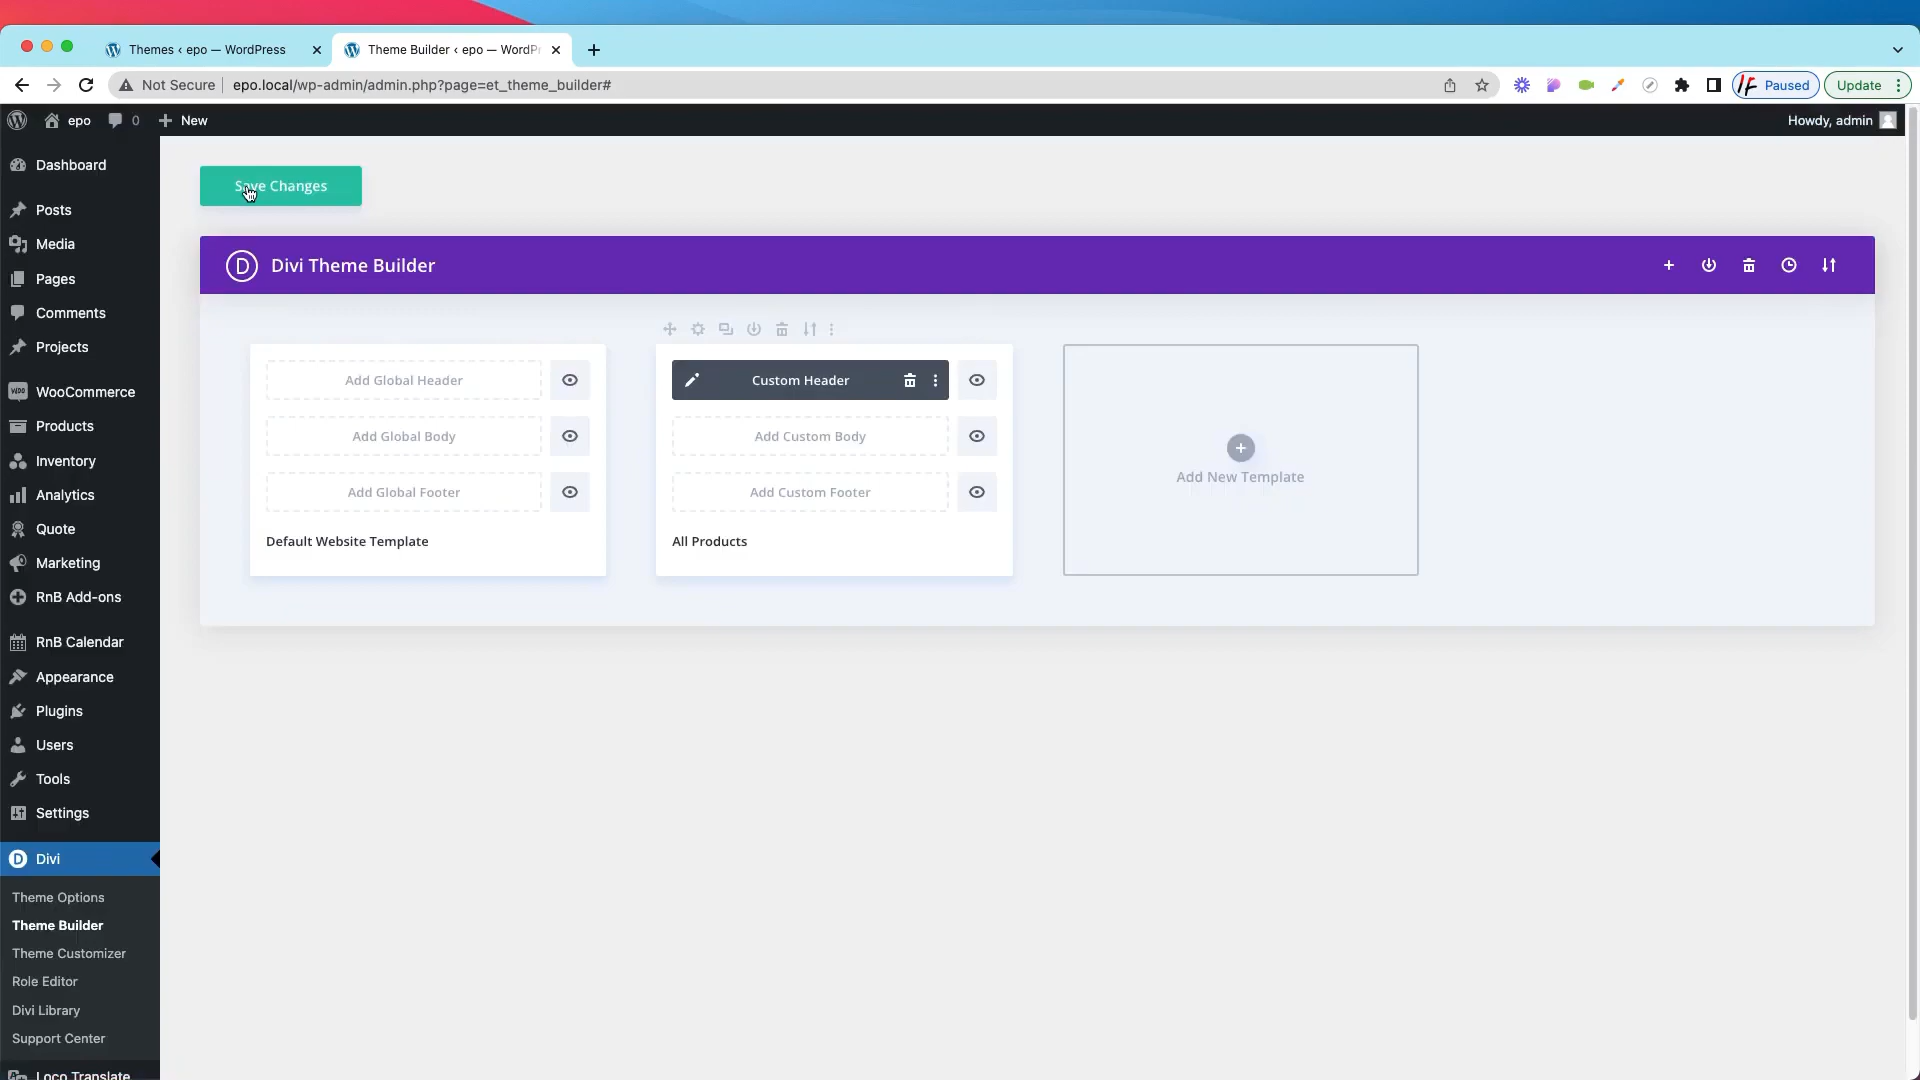 Themes ‹ epo — WordPress
Theme Builder ‹ epo — WordPr
Not Secure
epo.local/wp-admin/admin.php?page=et_theme_builder#
Paused
Update
epo
0
New
Howdy, admin
Dashboard
Posts
Media
Pages
Comments
Projects
WooCommerce
Products
Inventory
Analytics
Quote
Marketing
RnB Add-ons
RnB Calendar
Appearance
Plugins
Users
Tools
Settings
Divi
Theme Options
Theme Builder
Theme Customizer
Role Editor
Divi Library
Support Center
Loco Translate
Save Changes
D Divi Theme Builder
Add Global Header
Add Global Body
Add Global Footer
Default Website Template
Custom Header
Add Custom Body
Add Custom Footer
All Products
Add New Template